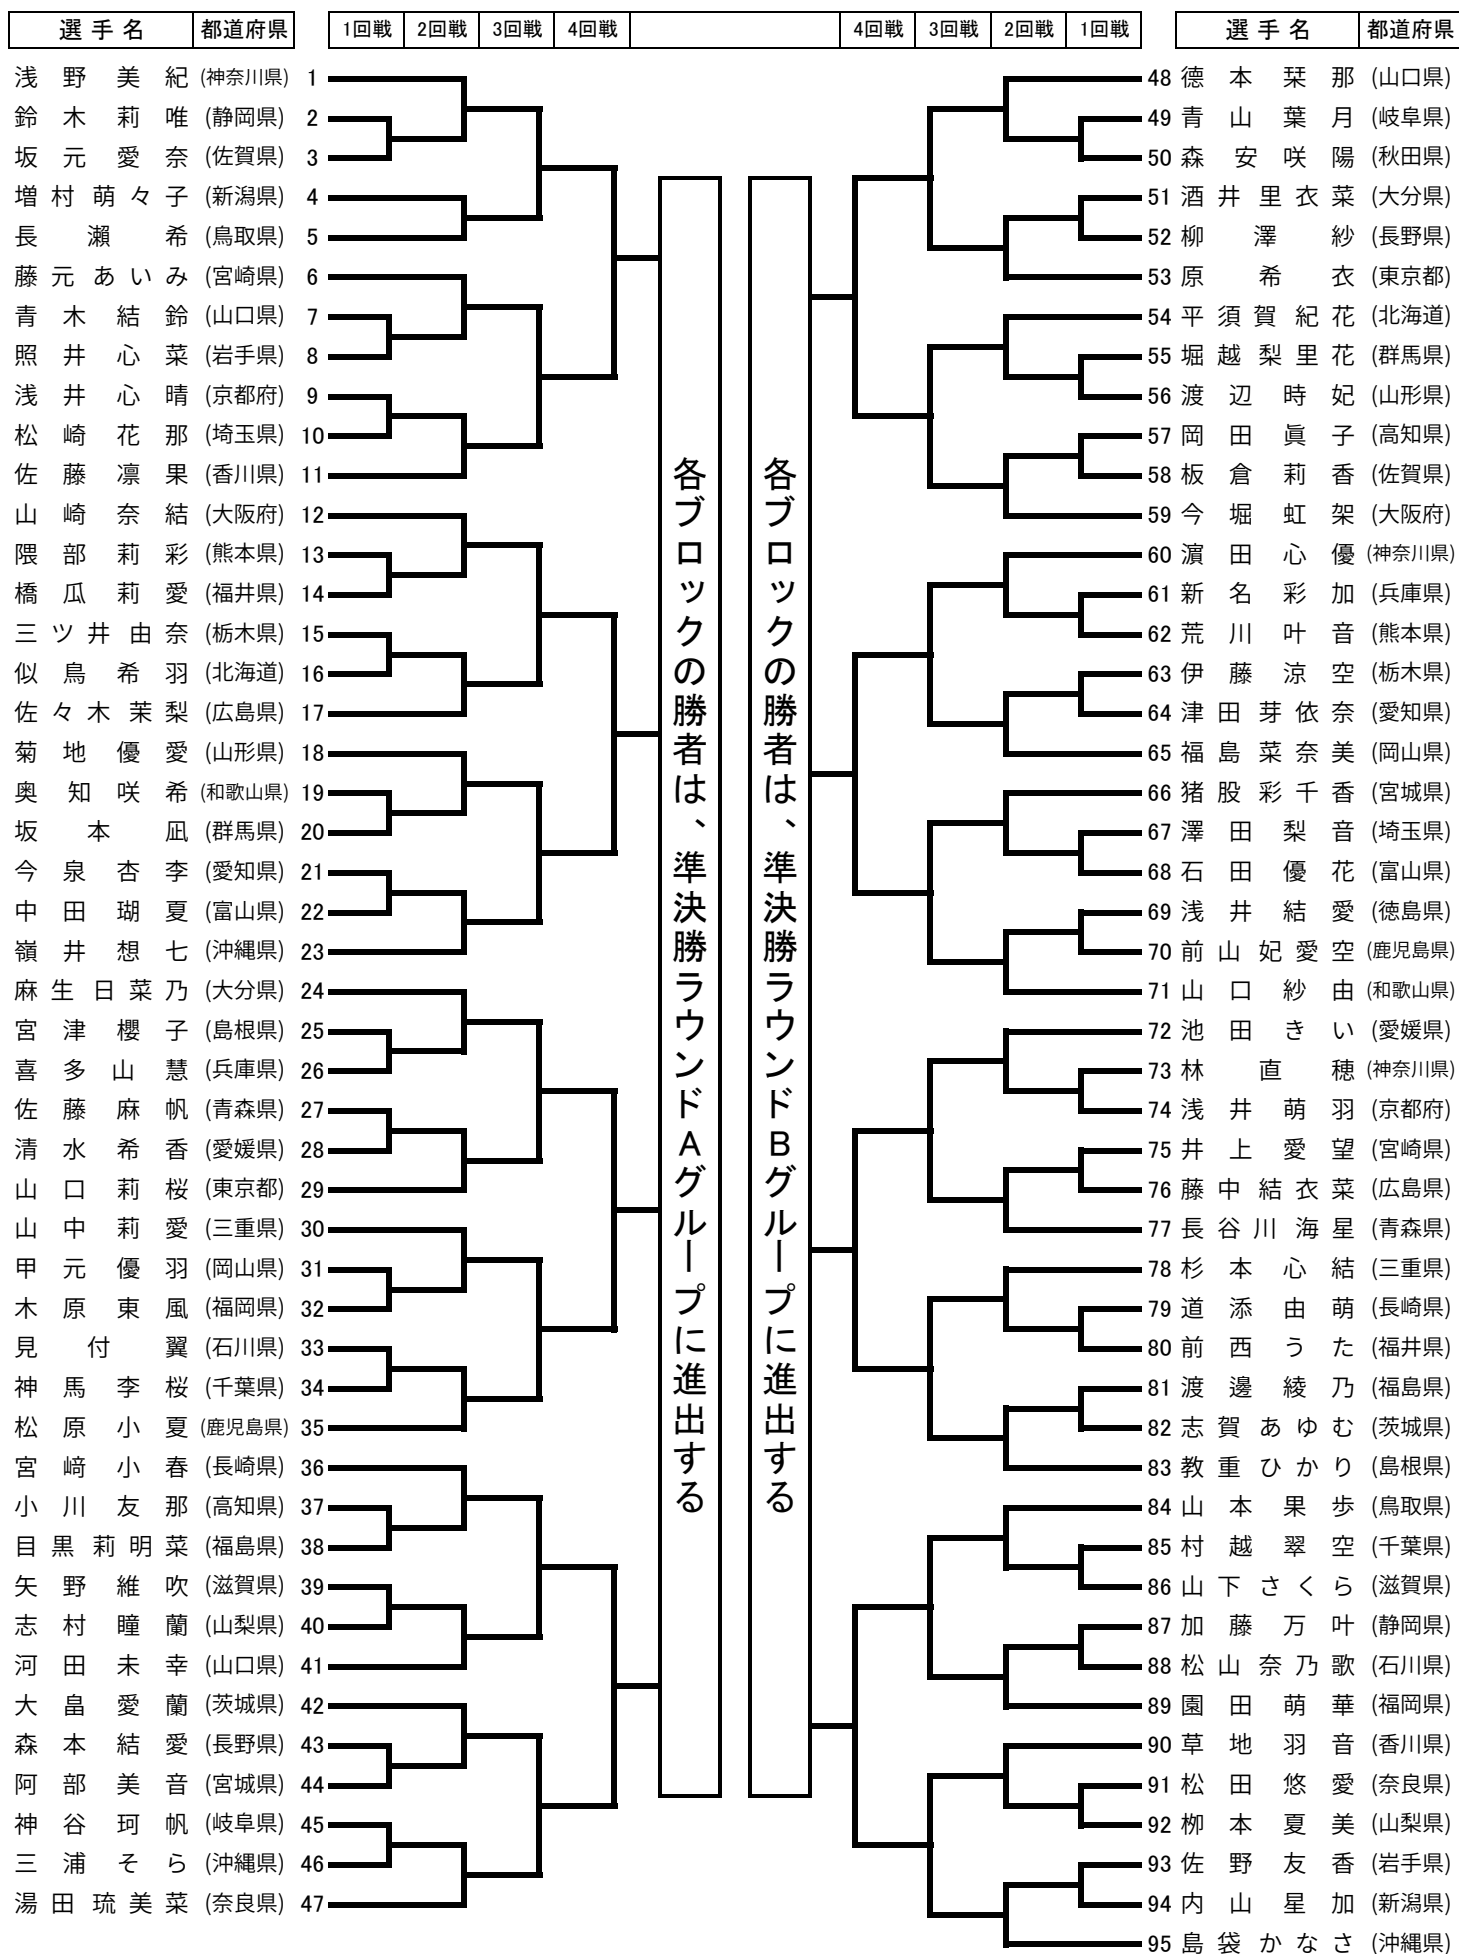 選手名 都道府県 1回戦 2回戦 3回戦 4回戦 4回戦 3回戦 2回戦 1回戦 選手名 都道府県
浅野美紀 (神奈川県) 1
鈴木莉唯 (静岡県) 2
坂元愛奈 (佐賀県) 3
増村萌々子 (新潟県) 4
長瀬希 (鳥取県) 5
藤元あいみ (宮崎県) 6
青木結鈴 (山口県) 7
照井心菜 (岩手県) 8
浅井心晴 (京都府) 9
松崎花那 (埼玉県) 10
佐藤凛果 (香川県) 11
山崎奈結 (大阪府) 12
隈部莉彩 (熊本県) 13
橋瓜莉愛 (福井県) 14
三ツ井由奈 (栃木県) 15
似鳥希羽 (北海道) 16
佐々木茉梨 (広島県) 17
菊地優愛 (山形県) 18
奥知咲希 (和歌山県) 19
坂本凪 (群馬県) 20
今泉杏李 (愛知県) 21
中田瑚夏 (富山県) 22
嶺井想七 (沖縄県) 23
麻生日菜乃 (大分県) 24
宮津櫻子 (島根県) 25
喜多山慧 (兵庫県) 26
佐藤麻帆 (青森県) 27
清水希香 (愛媛県) 28
山口莉桜 (東京都) 29
山中莉愛 (三重県) 30
甲元優羽 (岡山県) 31
木原東風 (福岡県) 32
見付翼 (石川県) 33
神馬李桜 (千葉県) 34
松原小夏 (鹿児島県) 35
宮﨑小春 (長崎県) 36
小川友那 (高知県) 37
目黒莉明菜 (福島県) 38
矢野維吹 (滋賀県) 39
志村瞳蘭 (山梨県) 40
河田未幸 (山口県) 41
大畠愛蘭 (茨城県) 42
森本結愛 (長野県) 43
阿部美音 (宮城県) 44
神谷珂帆 (岐阜県) 45
三浦そら (沖縄県) 46
湯田琉美菜 (奈良県) 47
各ブロックの勝者は、準決勝ラウンドAグループに進出する
各ブロックの勝者は、準決勝ラウンドBグループに進出する
48 德本栞那 (山口県)
49 青山葉月 (岐阜県)
50 森安咲陽 (秋田県)
51 酒井里衣菜 (大分県)
52 柳澤紗 (長野県)
53 原希衣 (東京都)
54 平須賀紀花 (北海道)
55 堀越梨里花 (群馬県)
56 渡辺時妃 (山形県)
57 岡田眞子 (高知県)
58 板倉莉香 (佐賀県)
59 今堀虹架 (大阪府)
60 濵田心優 (神奈川県)
61 新名彩加 (兵庫県)
62 荒川叶音 (熊本県)
63 伊藤涼空 (栃木県)
64 津田芽依奈 (愛知県)
65 福島菜奈美 (岡山県)
66 猪股彩千香 (宮城県)
67 澤田梨音 (埼玉県)
68 石田優花 (富山県)
69 浅井結愛 (徳島県)
70 前山妃愛空 (鹿児島県)
71 山口紗由 (和歌山県)
72 池田きい (愛媛県)
73 林直穂 (神奈川県)
74 浅井萌羽 (京都府)
75 井上愛望 (宮崎県)
76 藤中結衣菜 (広島県)
77 長谷川海星 (青森県)
78 杉本心結 (三重県)
79 道添由萌 (長崎県)
80 前西うた (福井県)
81 渡邊綾乃 (福島県)
82 志賀あゆむ (茨城県)
83 教重ひかり (島根県)
84 山本果歩 (鳥取県)
85 村越翠空 (千葉県)
86 山下さくら (滋賀県)
87 加藤万叶 (静岡県)
88 松山奈乃歌 (石川県)
89 園田萌華 (福岡県)
90 草地羽音 (香川県)
91 松田悠愛 (奈良県)
92 栁本夏美 (山梨県)
93 佐野友香 (岩手県)
94 内山星加 (新潟県)
95 島袋かなさ (沖縄県)